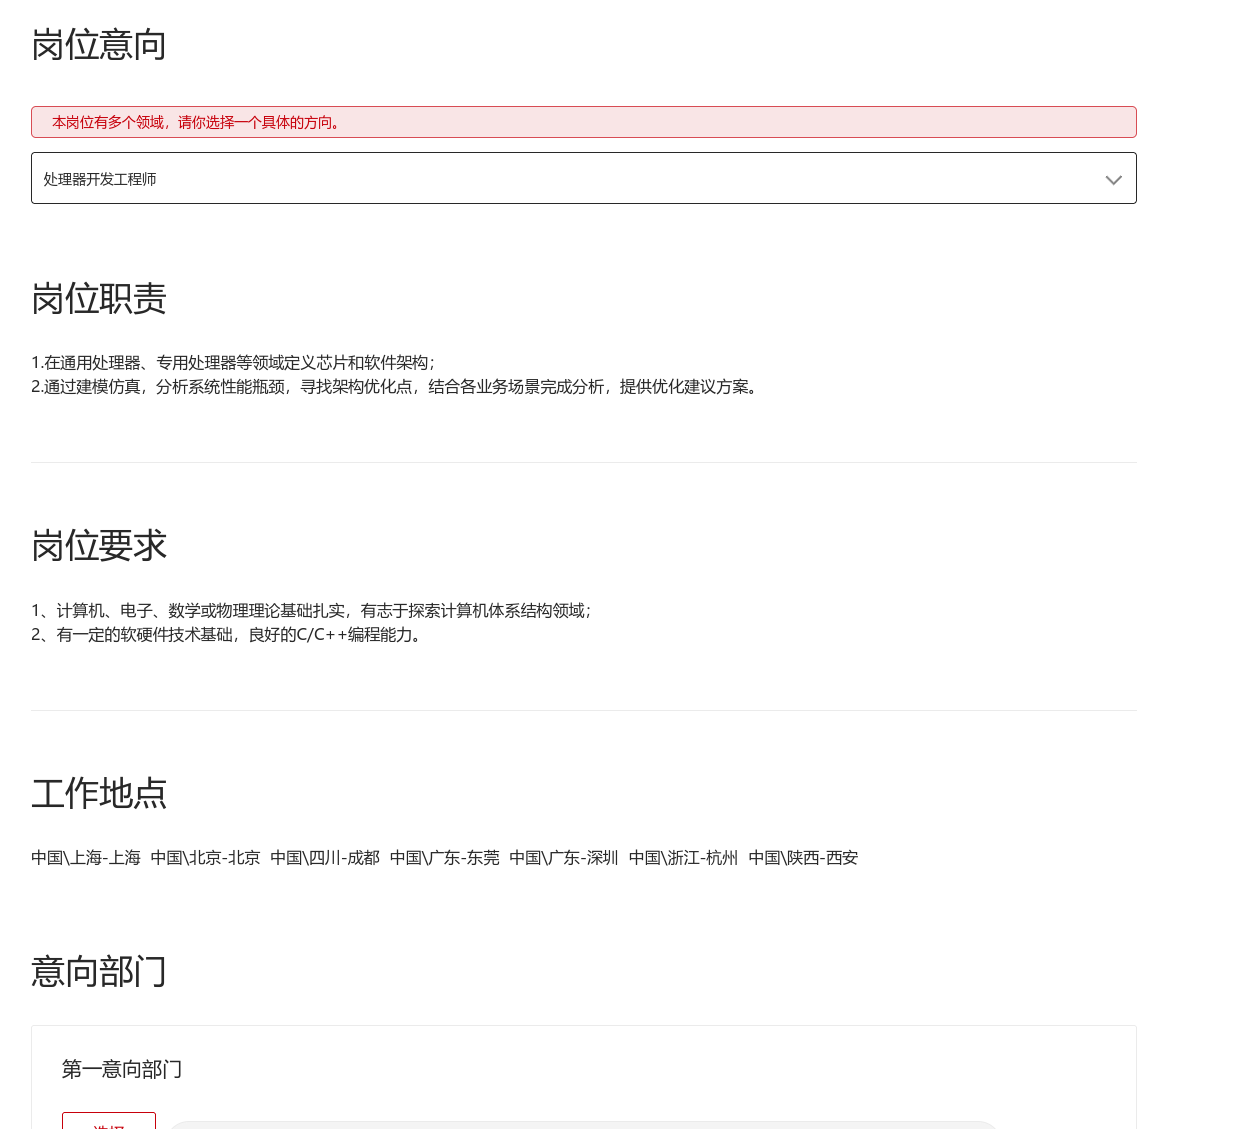 岗位意向
本岗位有多个领域，请你选择一个具体的方向。
处理器开发工程师
岗位职责
1.在通用处理器、专用处理器等领域定义芯片和软件架构；
2.通过建模仿真，分析系统性能瓶颈，寻找架构优化点，结合各业务场景完成分析，提供优化建议方案。
岗位要求
1、计算机、电子、数学或物理理论基础扎实，有志于探索计算机体系结构领域；
2、有一定的软硬件技术基础，良好的C/C++编程能力。
工作地点
中国\上海-上海 中国\北京-北京 中国\四川-成都 中国\广东-东莞 中国\广东-深圳 中国\浙江-杭州 中国\陕西-西安
意向部门
第一意向部门